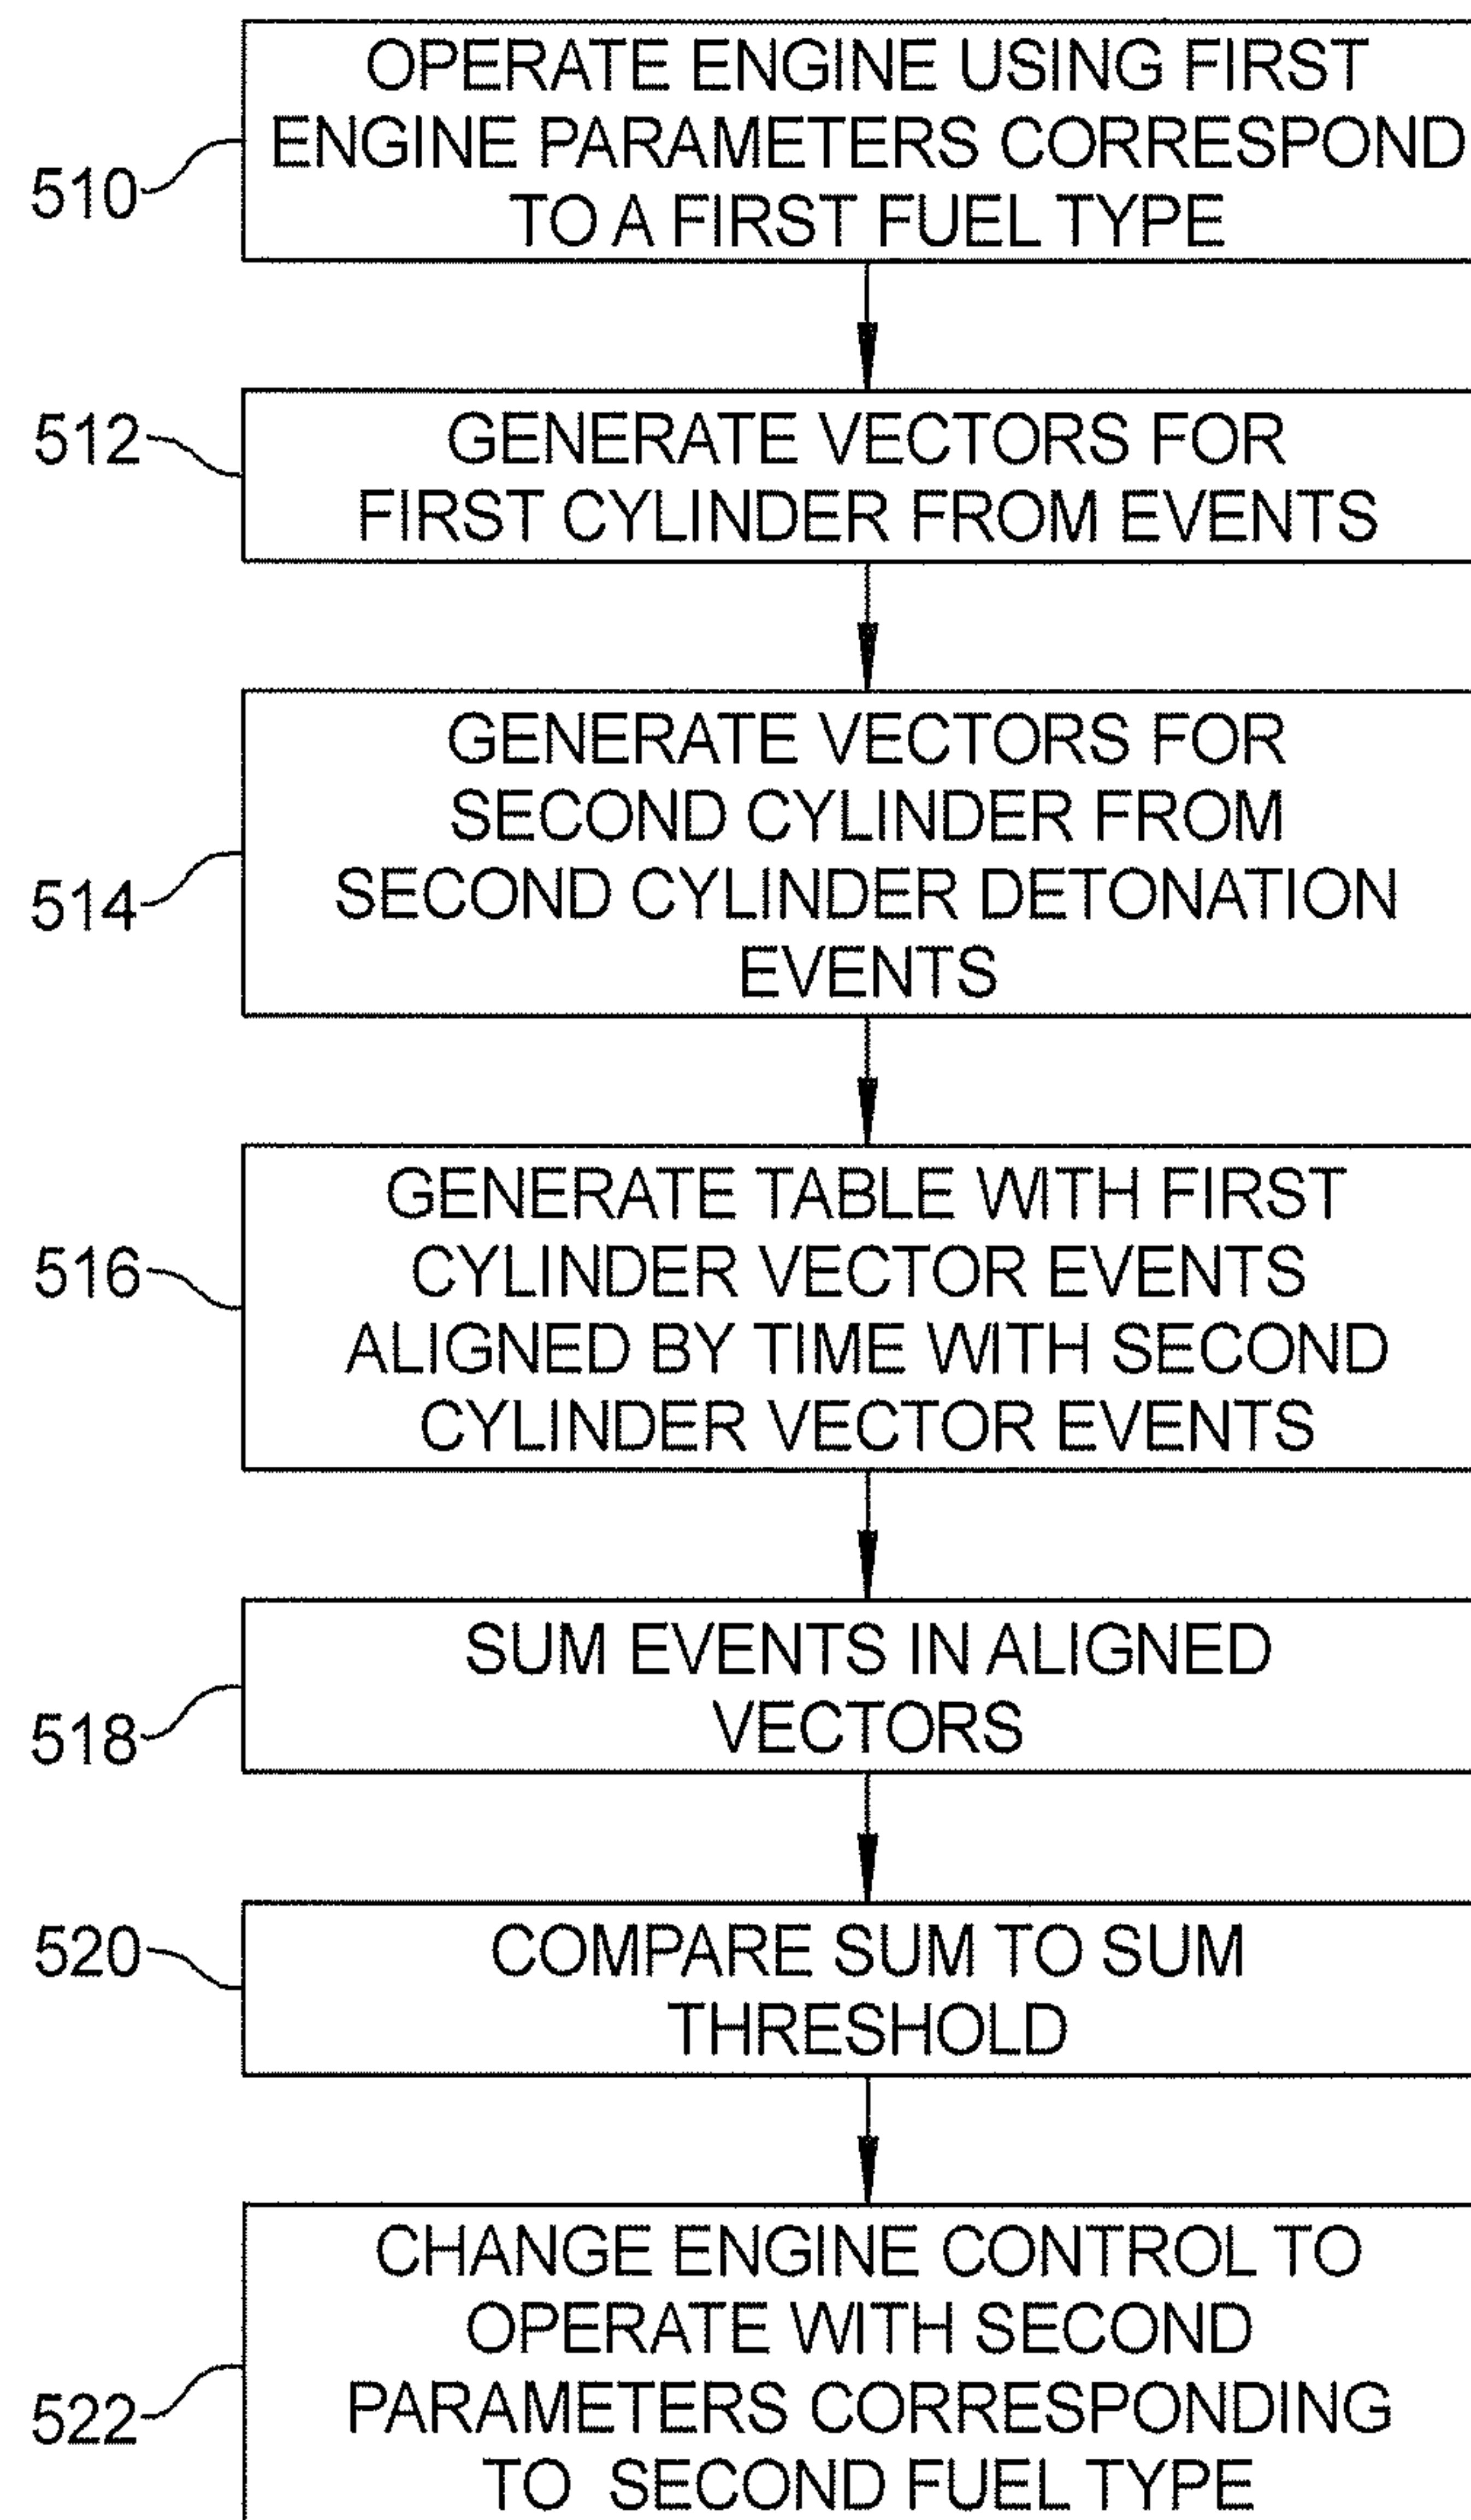 OPERATE ENGINE USING FIRST
ENGINE PARAMETERS CORRESPOND
TO A FIRST FUEL TYPE
510
512
GENERATE VECTORS FOR
FIRST CYLINDER FROM EVENTS
GENERATE VECTORS FOR
SECOND CYLINDER FROM
SECOND CYLINDER DETONATION
EVENTS
514
GENERATE TABLE WITH FIRST
CYLINDER VECTOR EVENTS
ALIGNED BY TIME WITH SECOND
CYLINDER VECTOR EVENTS
516
SUM EVENTS IN ALIGNED
VECTORS
518
520
COMPARE SUM TO SUM
THRESHOLD
CHANGE ENGINE CONTROL TO
OPERATE WITH SECOND
PARAMETERS CORRESPONDING
TO SECOND FUEL TYPE
522